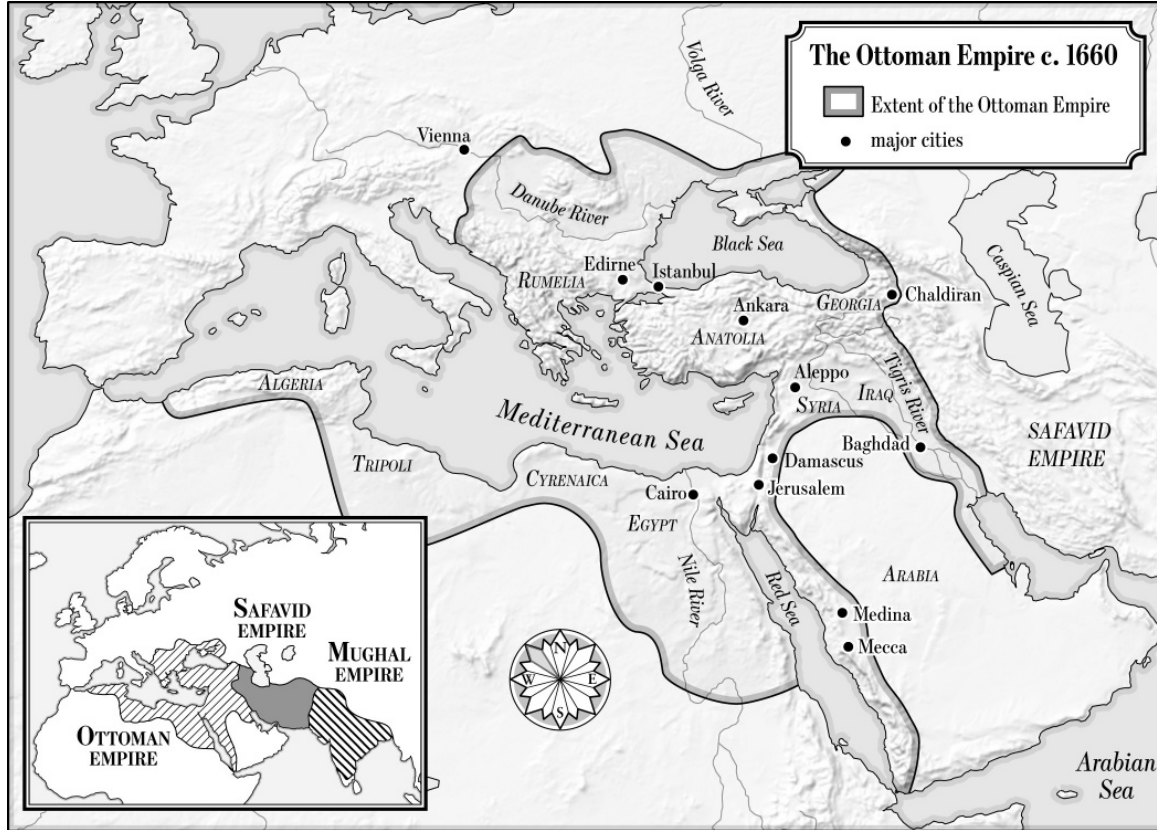 The Ottoman Empire c. 1660
Extent of the Ottoman Empire
major cities
Volga River
Vienna
Danube River
Black Sea
Caspian Sea
Edirne
Istanbul
RUMELIA
Ankara
ANATOLIA
GEORGIA
Chaldiran
Aleppo
SYRIA
IRAQ
Tigris River
ALGERIA
Mediterranean Sea
TRIPOLI
CYRENAICA
Baghdad
SAFAVID
EMPIRE
Damascus
Jerusalem
Cairo
EGYPT
Nile River
Red Sea
ARABIA
Medina
Mecca
Arabian
Sea
N
W
E
S
SAFAVID
EMPIRE
MUGHAL
EMPIRE
OTTOMAN
EMPIRE